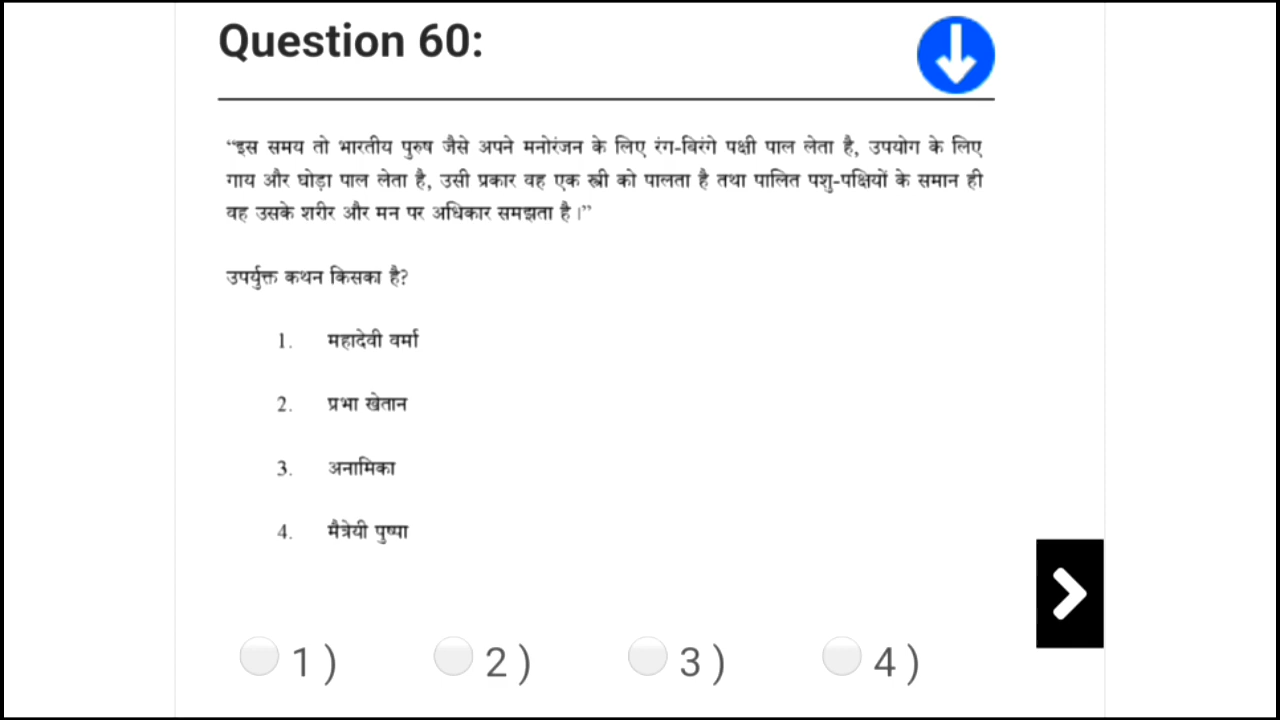 Question 60:
“इस समय तो भारतीय पुरुष जैसे अपने मनोरंजन के लिए रंग-बिरंगे पक्षी पाल लेता है, उपयोग के लिए
गाय और घोड़ा पाल लेता है, उसी प्रकार वह एक स्त्री को पालता है तथा पालित पशु-पक्षियों के समान ही
वह उसके शरीर और मन पर अधिकार समझता है।”
उपर्युक्त कथन किसका है?
1. महादेवी वर्मा
2. प्रभा खेतान
3. अनामिका
4. मैत्रेयी पुष्पा
1 ) 2 ) 3 ) 4 )